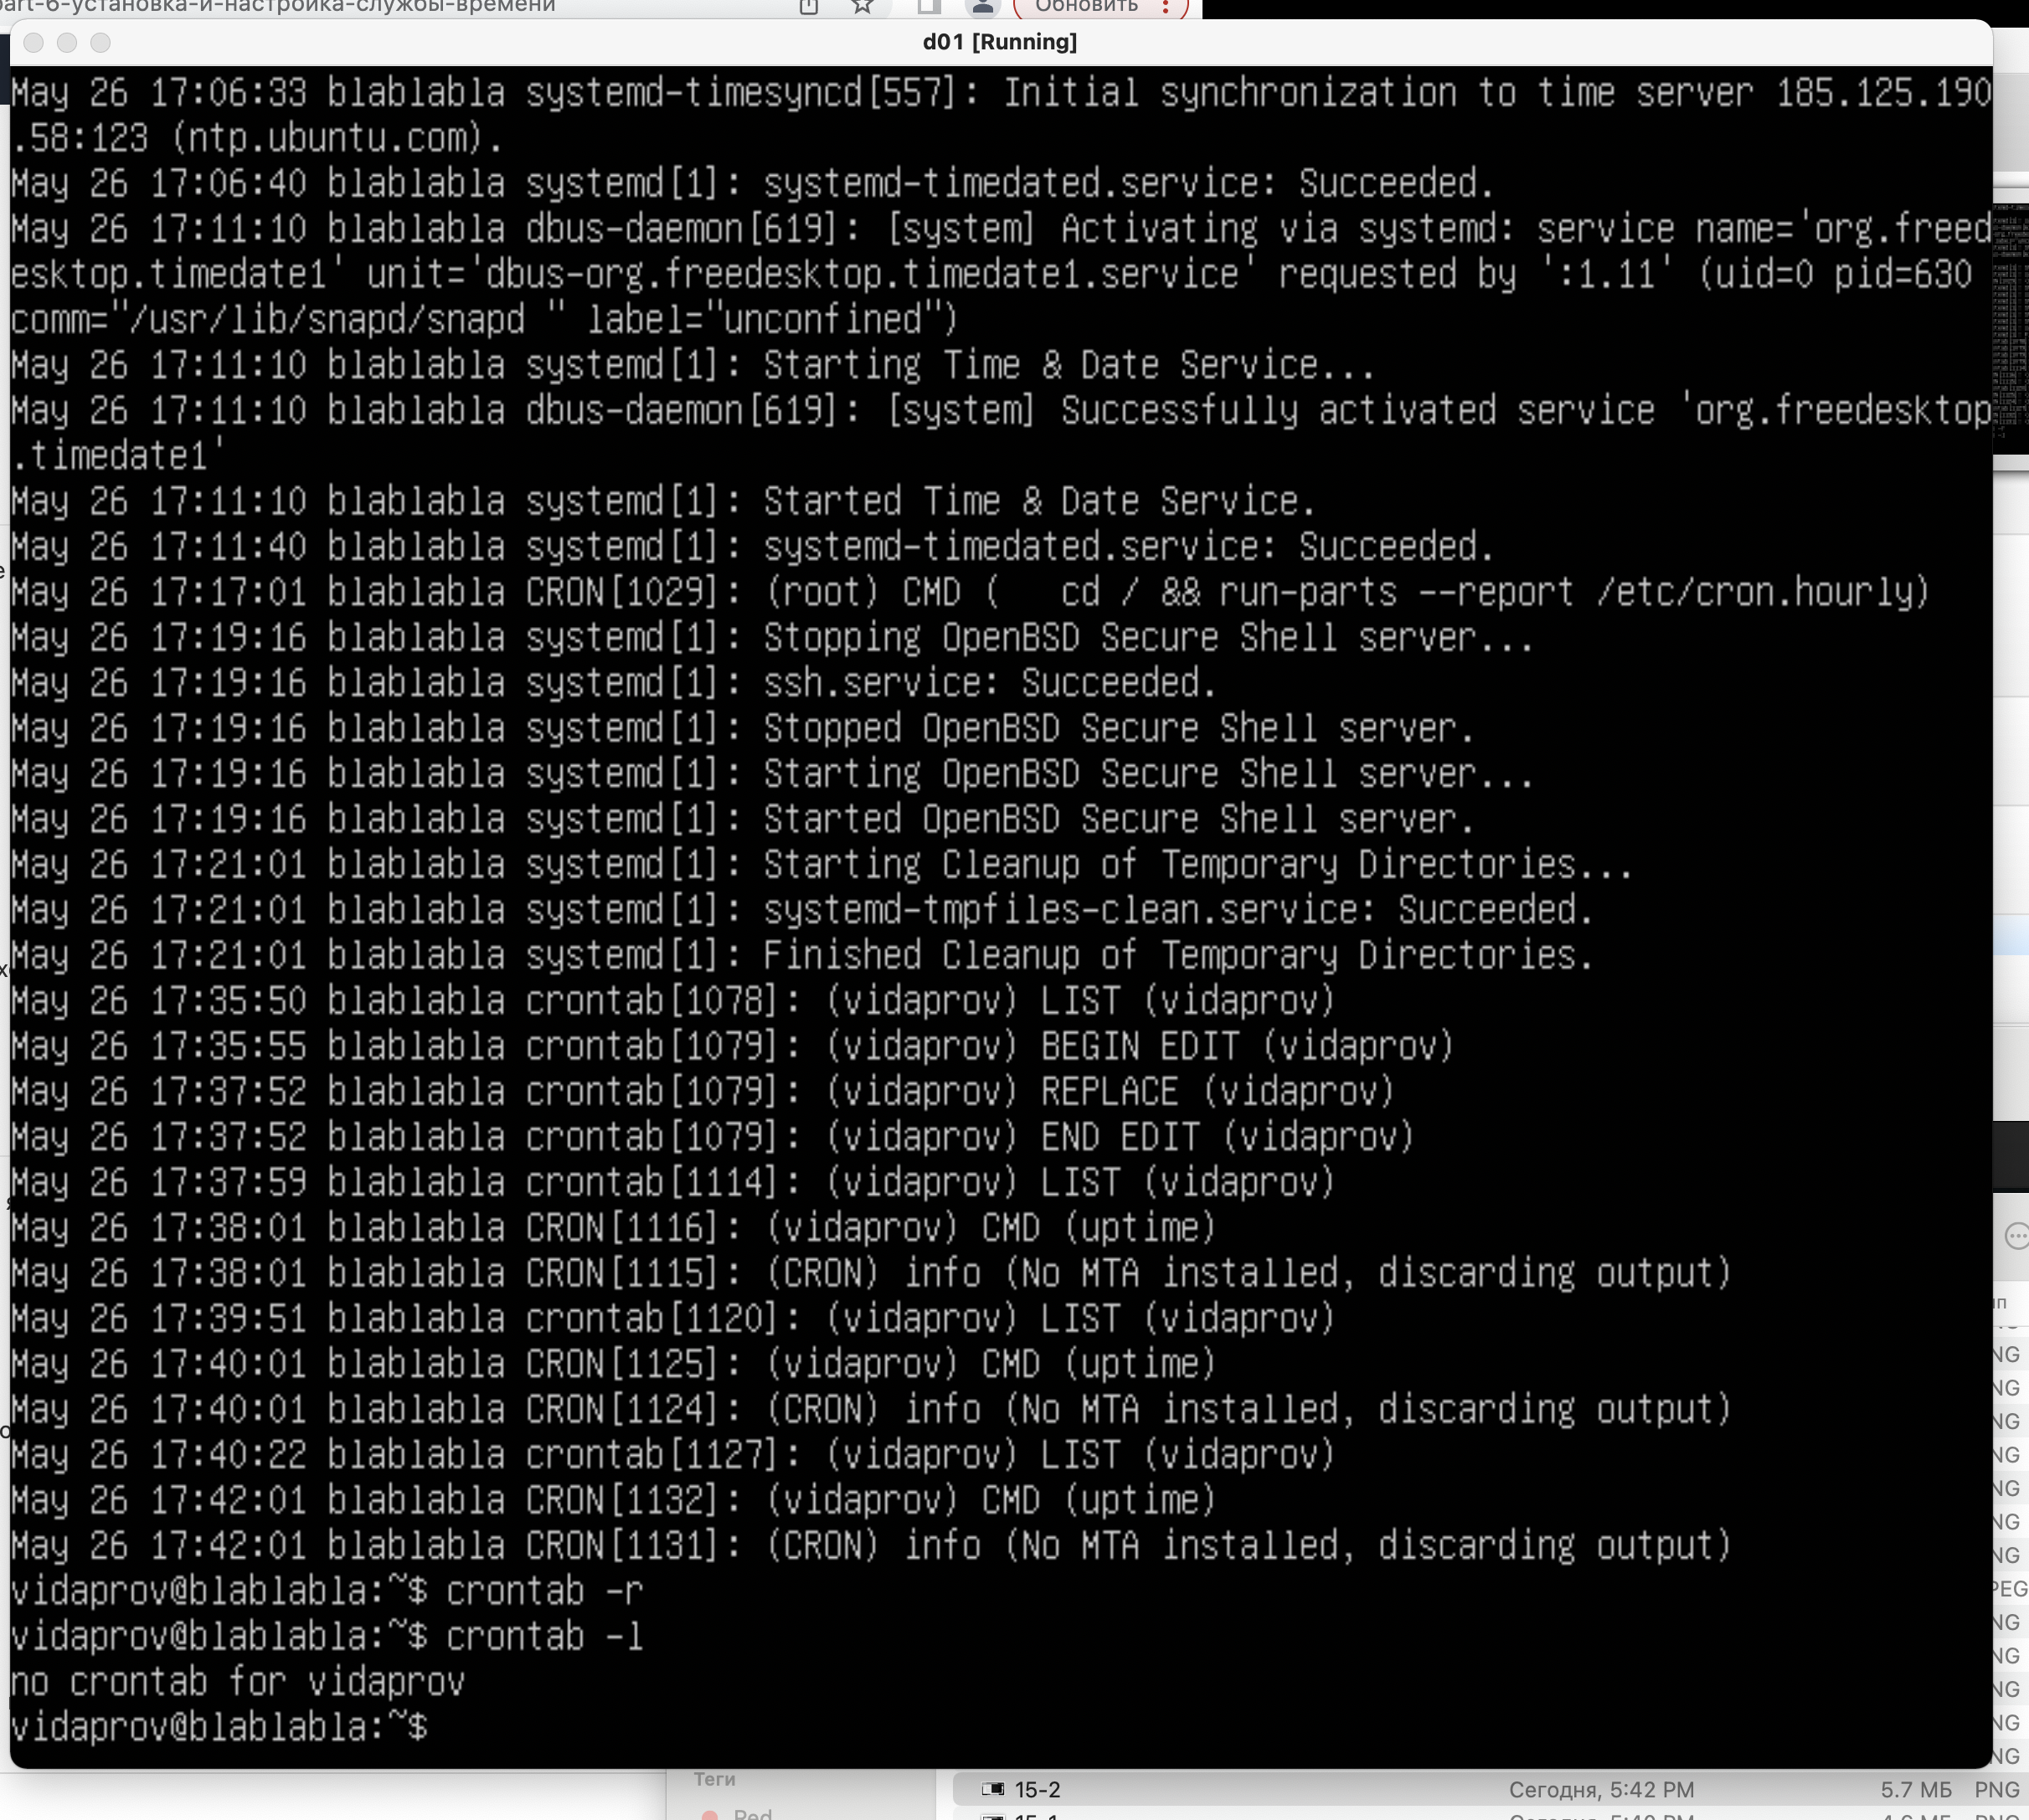 part-6-установка-и-настройка-службы-времени
Обновить
d01 [Running]
May 26 17:06:33 blablabla systemd-timesyncd[557]: Initial synchronization to time server 185.125.190
.58:123 (ntp.ubuntu.com).
May 26 17:06:40 blablabla systemd[1]: systemd-timedated.service: Succeeded.
May 26 17:11:10 blablabla dbus-daemon[619]: [system] Activating via systemd: service name='org.freed
esktop.timedate1' unit='dbus-org.freedesktop.timedate1.service' requested by ':1.11' (uid=0 pid=630
comm="/usr/lib/snapd/snapd " label="unconfined")
May 26 17:11:10 blablabla systemd[1]: Starting Time & Date Service...
May 26 17:11:10 blablabla dbus-daemon[619]: [system] Successfully activated service 'org.freedesktop
.timedate1'
May 26 17:11:10 blablabla systemd[1]: Started Time & Date Service.
May 26 17:11:40 blablabla systemd[1]: systemd-timedated.service: Succeeded.
May 26 17:17:01 blablabla CRON[1029]: (root) CMD (   cd / && run-parts --report /etc/cron.hourly)
May 26 17:19:16 blablabla systemd[1]: Stopping OpenBSD Secure Shell server...
May 26 17:19:16 blablabla systemd[1]: ssh.service: Succeeded.
May 26 17:19:16 blablabla systemd[1]: Stopped OpenBSD Secure Shell server.
May 26 17:19:16 blablabla systemd[1]: Starting OpenBSD Secure Shell server...
May 26 17:19:16 blablabla systemd[1]: Started OpenBSD Secure Shell server.
May 26 17:21:01 blablabla systemd[1]: Starting Cleanup of Temporary Directories...
May 26 17:21:01 blablabla systemd[1]: systemd-tmpfiles-clean.service: Succeeded.
May 26 17:21:01 blablabla systemd[1]: Finished Cleanup of Temporary Directories.
May 26 17:35:50 blablabla crontab[1078]: (vidaprov) LIST (vidaprov)
May 26 17:35:55 blablabla crontab[1079]: (vidaprov) BEGIN EDIT (vidaprov)
May 26 17:37:52 blablabla crontab[1079]: (vidaprov) REPLACE (vidaprov)
May 26 17:37:52 blablabla crontab[1079]: (vidaprov) END EDIT (vidaprov)
May 26 17:37:59 blablabla crontab[1114]: (vidaprov) LIST (vidaprov)
May 26 17:38:01 blablabla CRON[1116]: (vidaprov) CMD (uptime)
May 26 17:38:01 blablabla CRON[1115]: (CRON) info (No MTA installed, discarding output)
May 26 17:39:51 blablabla crontab[1120]: (vidaprov) LIST (vidaprov)
May 26 17:40:01 blablabla CRON[1125]: (vidaprov) CMD (uptime)
May 26 17:40:01 blablabla CRON[1124]: (CRON) info (No MTA installed, discarding output)
May 26 17:40:22 blablabla crontab[1127]: (vidaprov) LIST (vidaprov)
May 26 17:42:01 blablabla CRON[1132]: (vidaprov) CMD (uptime)
May 26 17:42:01 blablabla CRON[1131]: (CRON) info (No MTA installed, discarding output)
vidaprov@blablabla:~$ crontab -r
vidaprov@blablabla:~$ crontab -l
no crontab for vidaprov
vidaprov@blablabla:~$
Теги
15-2 Сегодня, 5:42 PM 5.7 МБ PNG
Red